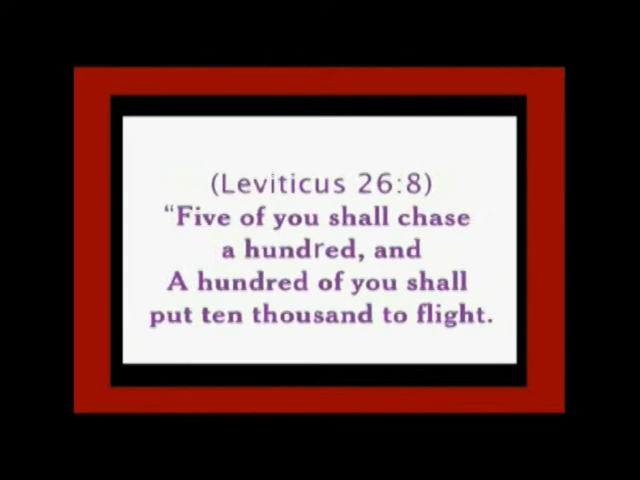 (Leviticus 26:8)
“Five of you shall chase
a hundred, and
A hundred of you shall
put ten thousand to flight.